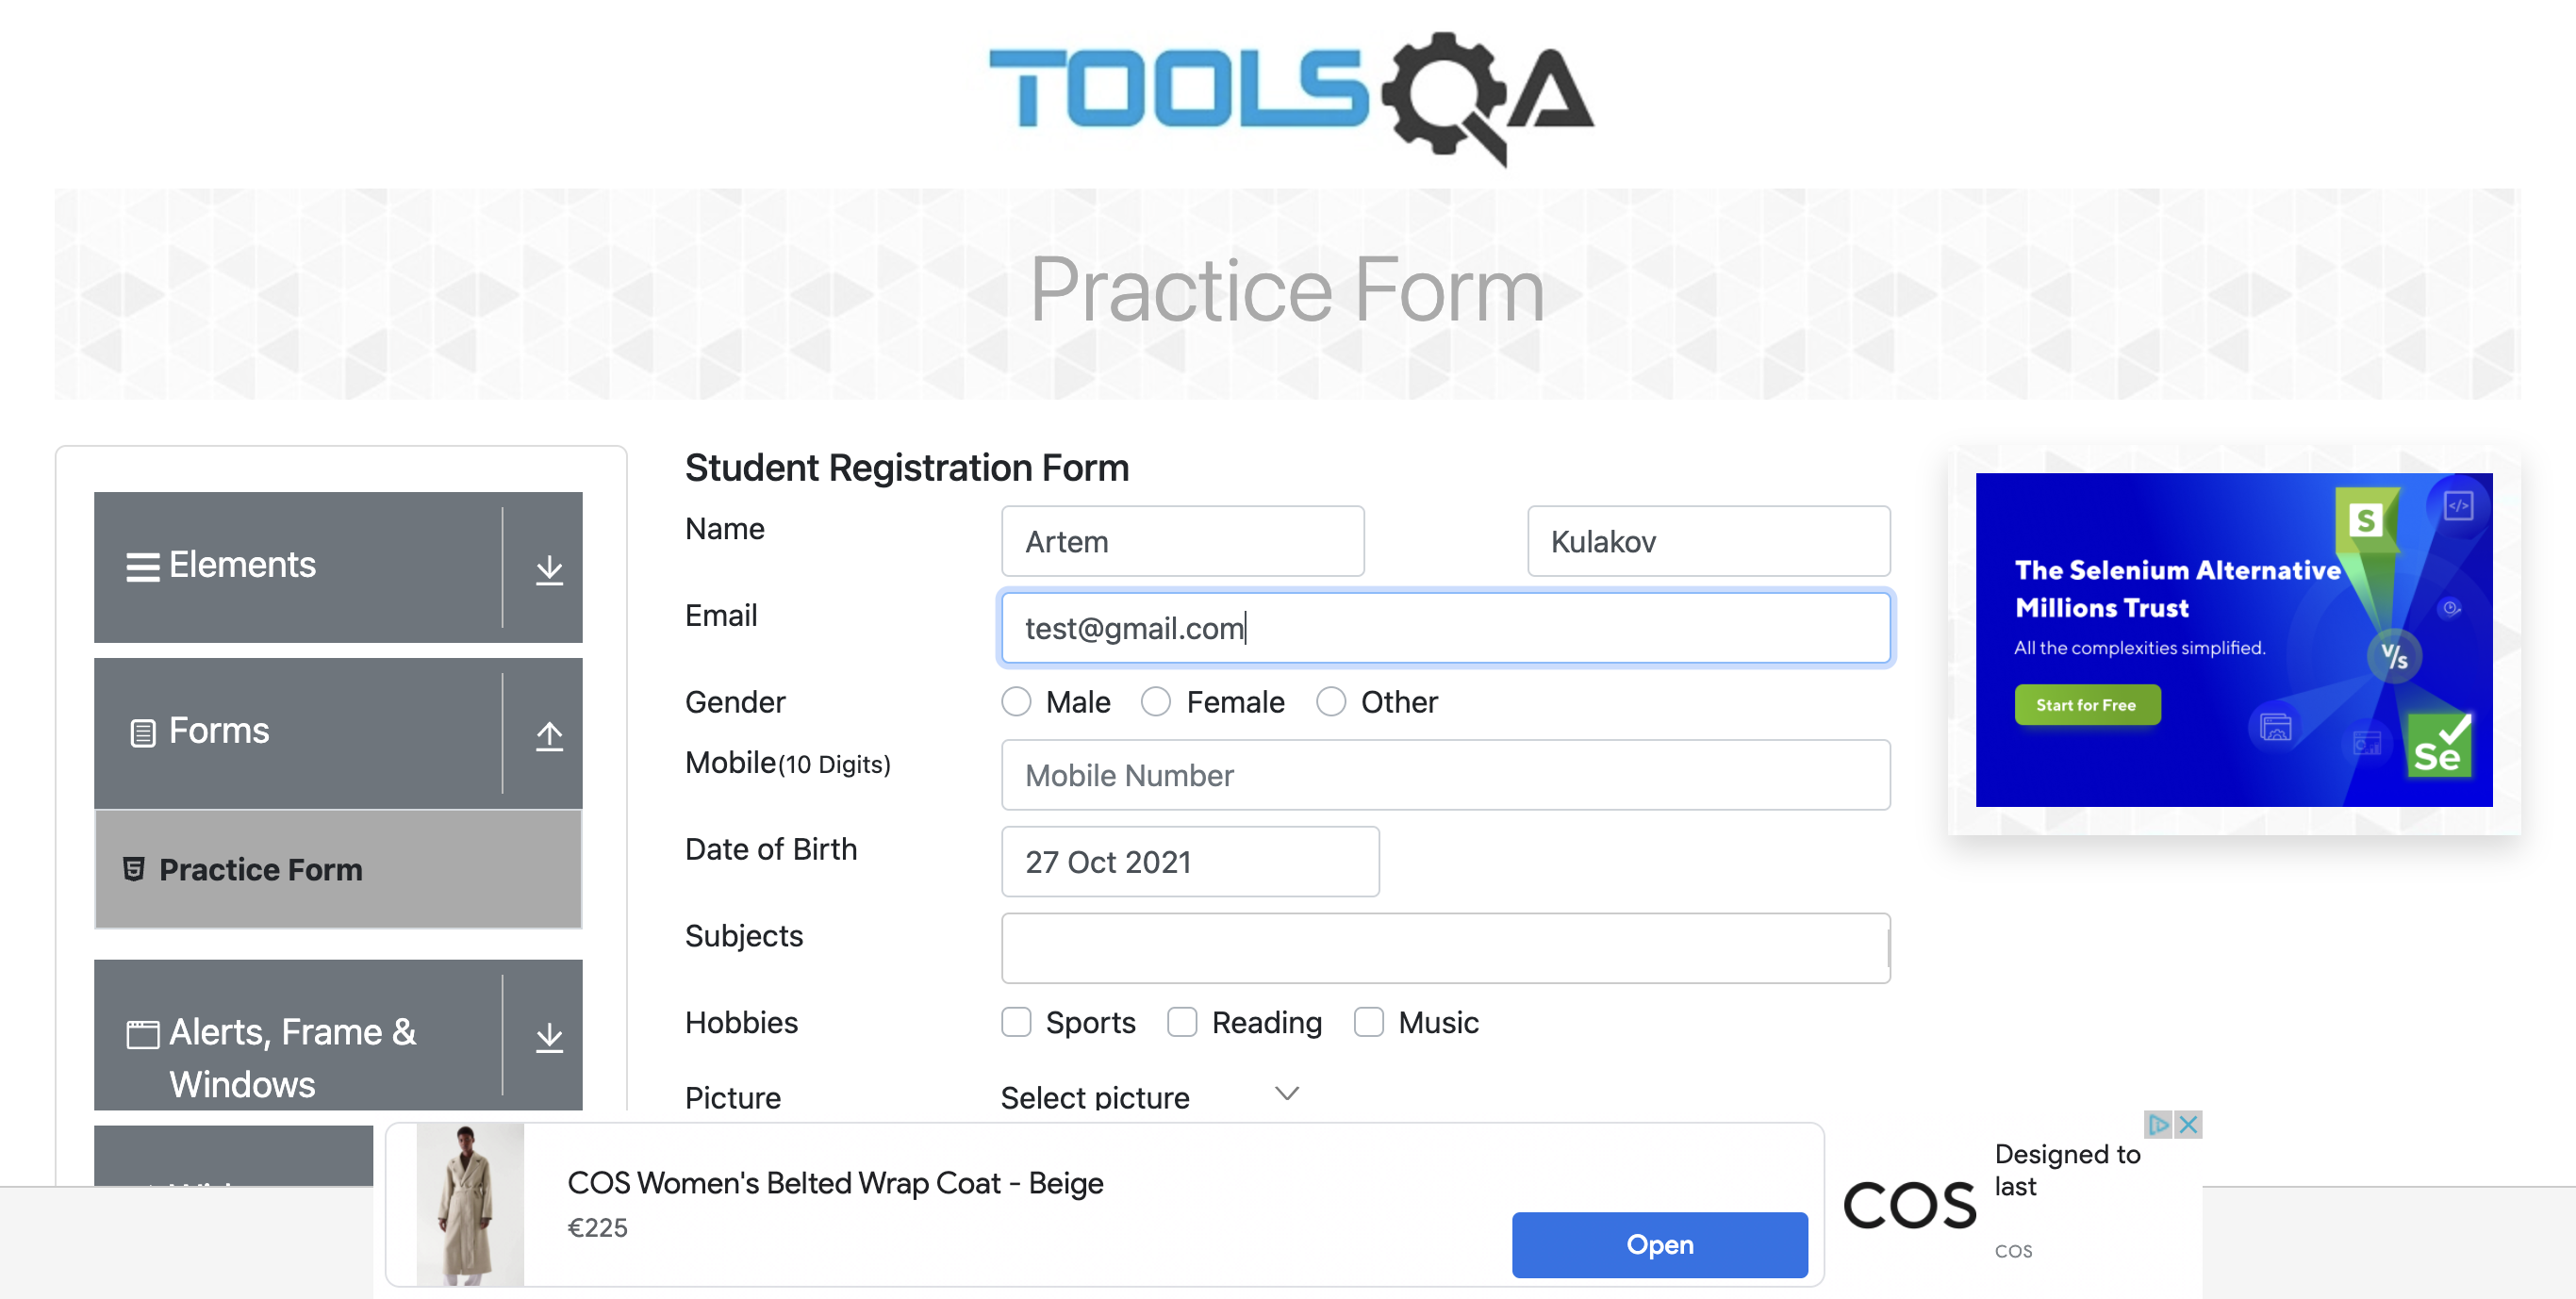 TOOLSQA
Practice Form
Elements
Forms
Practice Form
Alerts, Frame &
Windows
Student Registration Form
Name
Artem
Kulakov
Email
test@gmail.com
Gender
Male
Female
Other
Mobile(10 Digits)
Mobile Number
Date of Birth
27 Oct 2021
Subjects
Hobbies
Sports
Reading
Music
Picture
Select picture
S
</>
The Selenium Alternative
Millions Trust
All the complexities simplified.
V/s
Start for Free
Se
COS Women's Belted Wrap Coat - Beige
€225
Open
COS
Designed to
last
COS